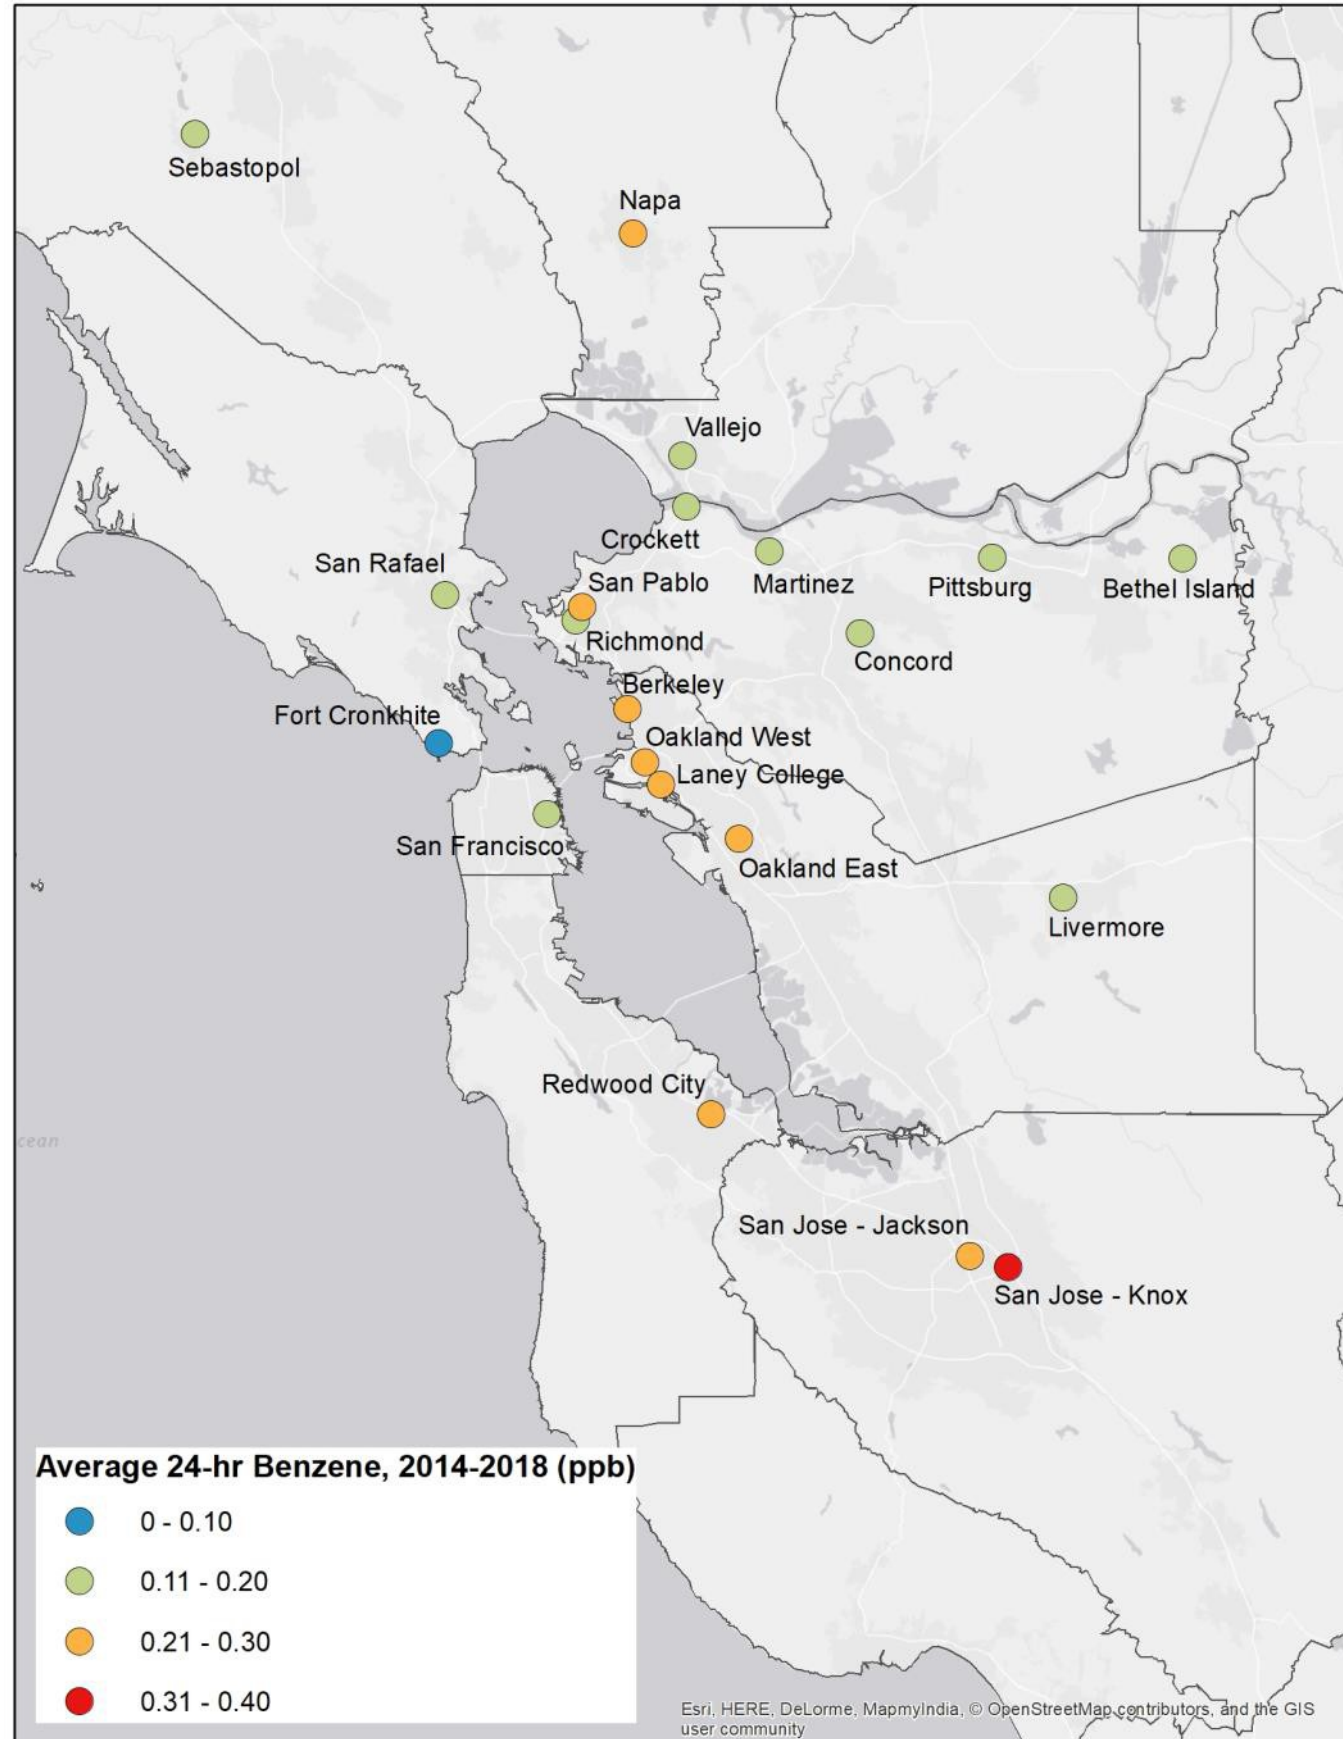 Sebastopol
Napa
Vallejo
Crockett
San Rafael
San Pablo
Martinez
Pittsburg
Bethel Island
Richmond
Concord
Berkeley
Fort Cronkhite
Oakland West
Laney College
San Francisco
Oakland East
Livermore
Redwood City
cean
San Jose - Jackson
San Jose - Knox
Average 24-hr Benzene, 2014-2018 (ppb)
0 - 0.10
0.11 - 0.20
0.21 - 0.30
0.31 - 0.40
Esri, HERE, DeLorme, MapmyIndia, © OpenStreetMap contributors, and the GIS
user community